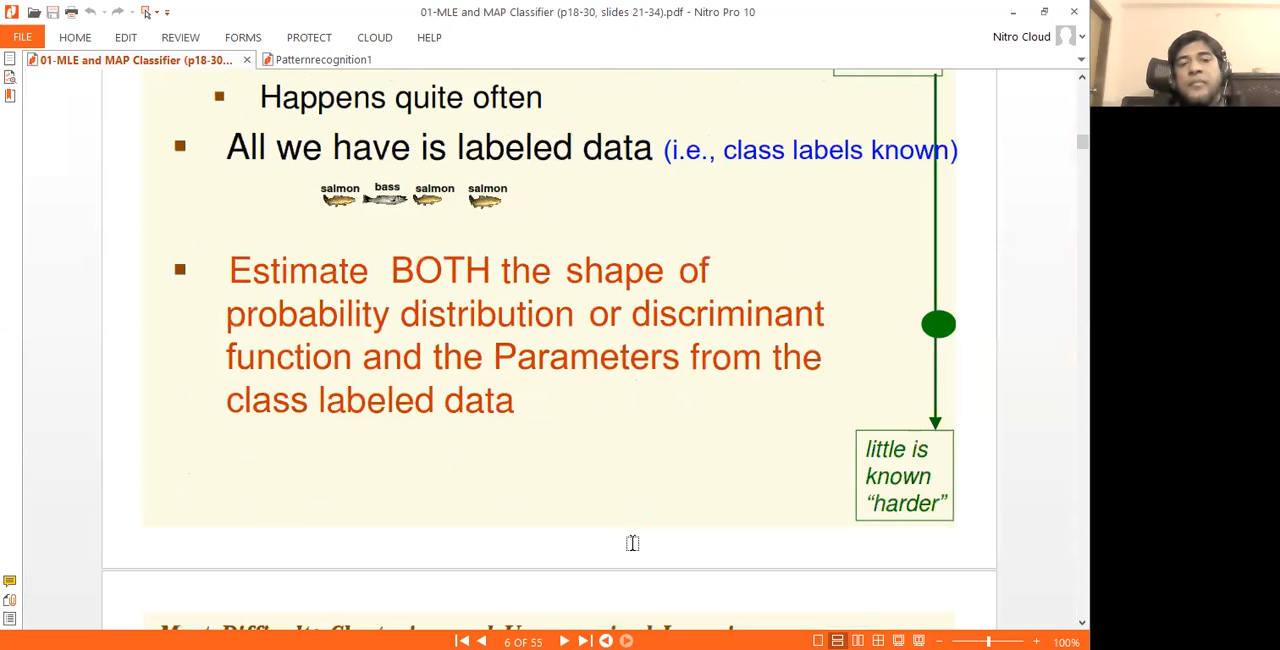 01-MLE and MAP Classifier (p18-30, slides 21-34).pdf - Nitro Pro 10
FILE HOME EDIT REVIEW FORMS PROTECT CLOUD HELP Nitro Cloud
01-MLE and MAP Classifier (p18-30... Patternrecognition1
Happens quite often
All we have is labeled data (i.e., class labels known)
salmon bass salmon salmon
Estimate BOTH the shape of
probability distribution or discriminant
function and the Parameters from the
class labeled data
little is
known
“harder”
6 OF 55
100%